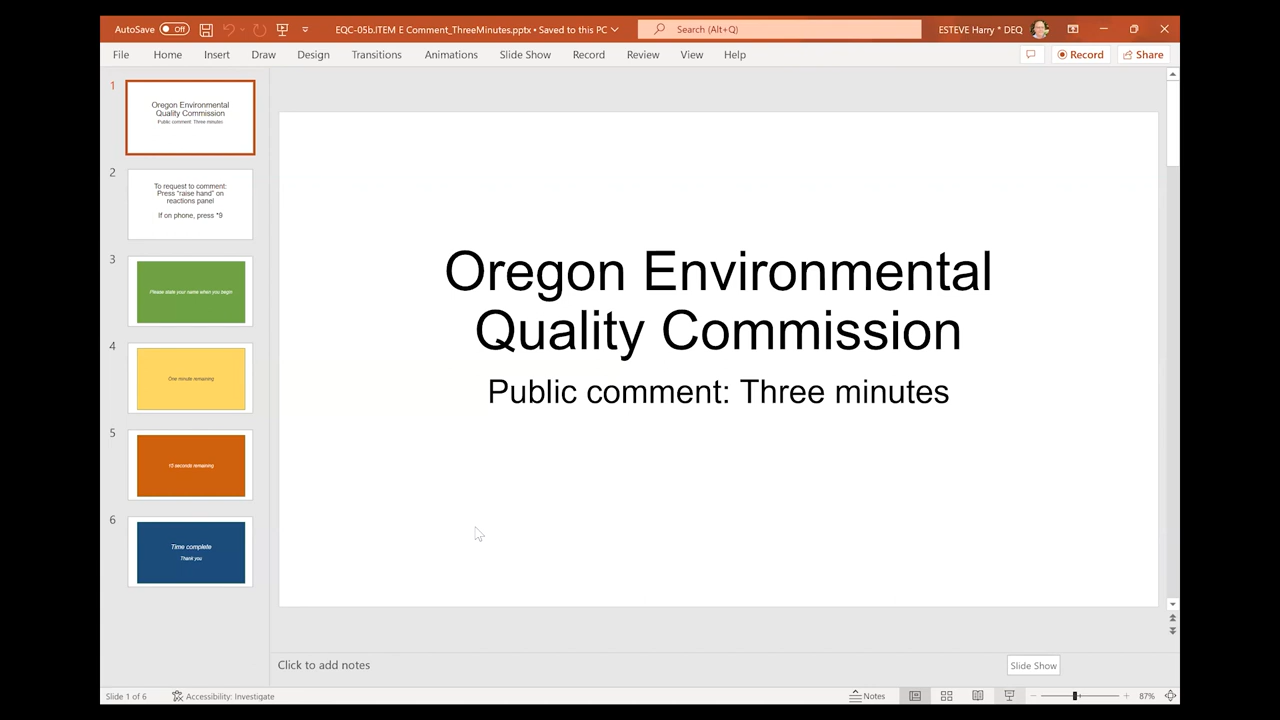 AutoSave Off
EQC-05b.ITEM E Comment_ThreeMinutes.pptx • Saved to this PC
Search (Alt+Q)
ESTEVE Harry * DEQ
File Home Insert Draw Design Transitions Animations Slide Show Record Review View Help
Record
Share
1
Oregon Environmental
Quality Commission
Public comment: Three minutes
2
To request to comment:
Press "raise hand" on
reactions panel
If on phone, press *9
3
Please state your name when you begin
4
One minute remaining
5
seconds remaining
6
Time complete
Thank you
Oregon Environmental
Quality Commission
Public comment: Three minutes
Click to add notes
Slide Show
Slide 1 of 6
Accessibility: Investigate
Notes
87%